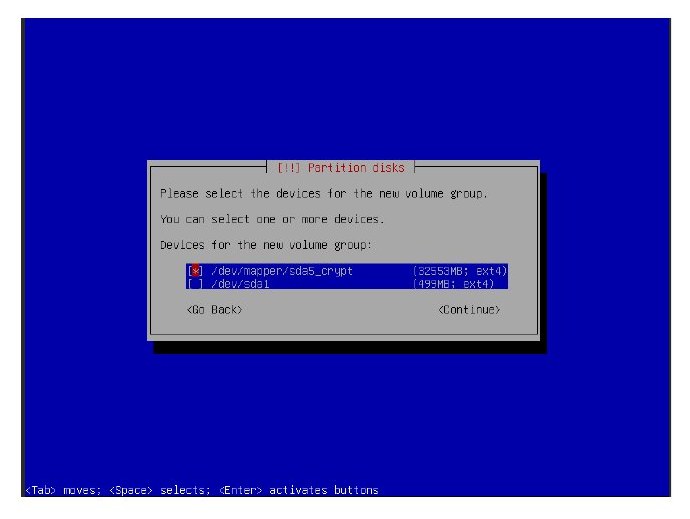 [!!] Partition disks
Please select the devices for the new volume group.
You can select one or more devices.
Devices for the new volume group:
[*] /dev/mapper/sda5_crypt (32553MB; ext4)
[ ] /dev/sda1 (499MB; ext4)
<Go Back> <Continue>
<Tab> moves; <Space> selects; <Enter> activates buttons